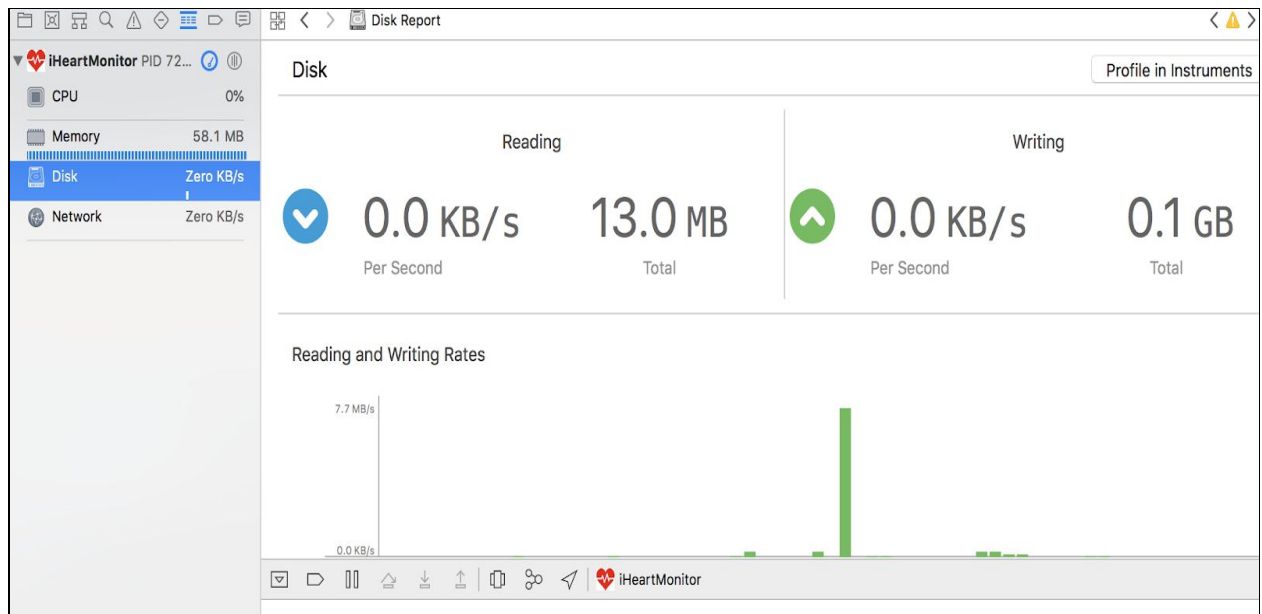 Disk Report
iHeartMonitor PID 72...
CPU 0%
Memory 58.1 MB
Disk Zero KB/s
Network Zero KB/s
Disk
Profile in Instruments
Reading
0.0 KB/s 13.0 MB
Per Second Total
Writing
0.0 KB/s 0.1 GB
Per Second Total
Reading and Writing Rates
7.7 MB/s
0.0 KB/s
iHeartMonitor